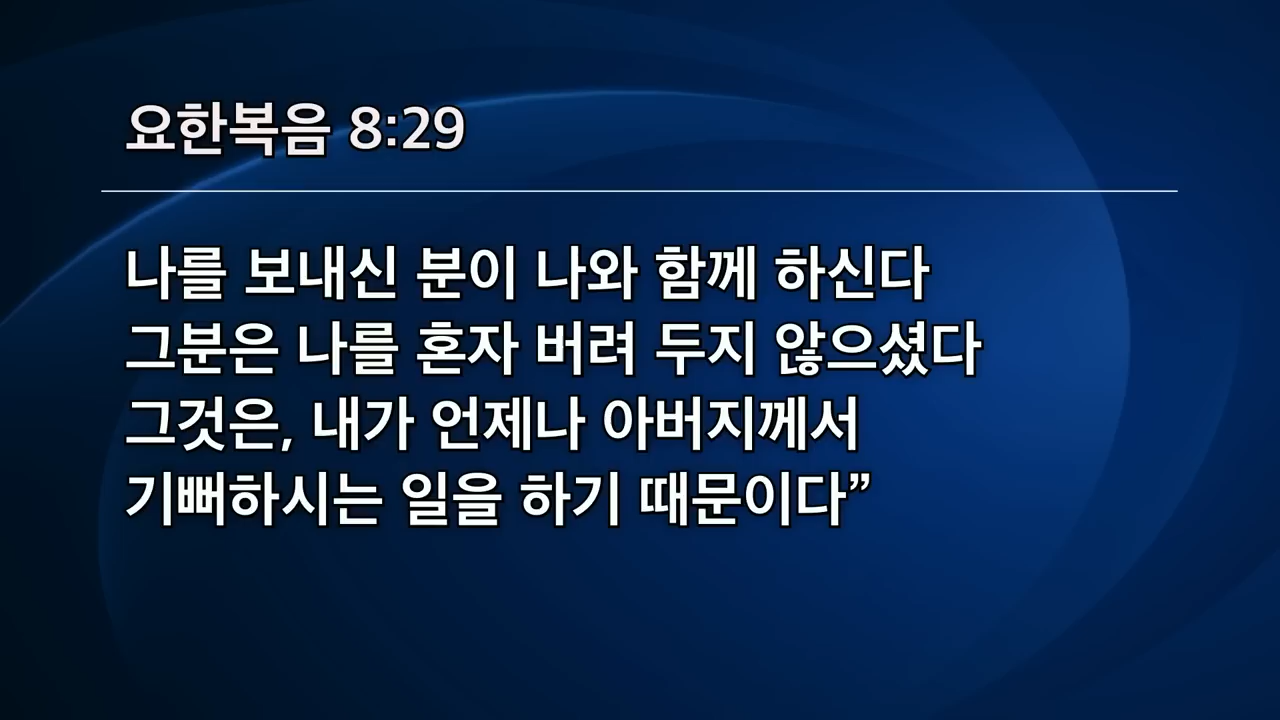 요한복음 8:29
나를 보내신 분이 나와 함께 하신다
그분은 나를 혼자 버려 두지 않으셨다
그것은, 내가 언제나 아버지께서
기뻐하시는 일을 하기 때문이다”